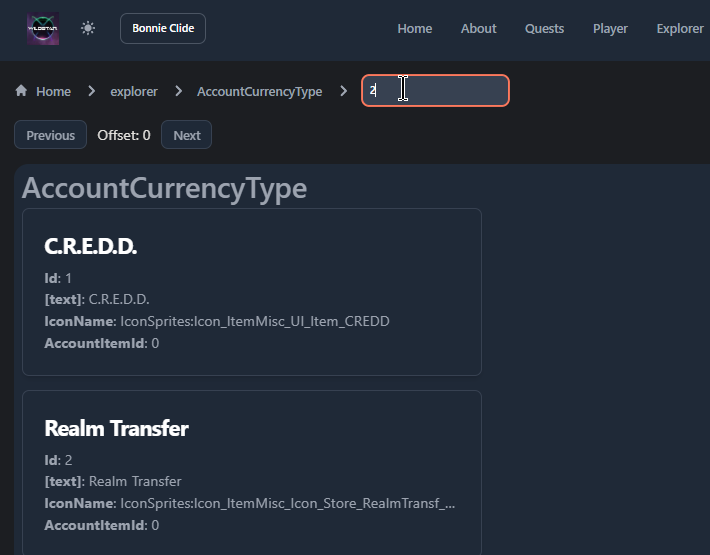 WILDSTAR
Bonnie Clide
Home About Quests Player Explorer
Home explorer AccountCurrencyType 2
Previous Offset: 0 Next
AccountCurrencyType
C.R.E.D.D.
Id: 1
[text]: C.R.E.D.D.
IconName: IconSprites:Icon_ItemMisc_UI_Item_CREDD
AccountItemId: 0
Realm Transfer
Id: 2
[text]: Realm Transfer
IconName: IconSprites:Icon_ItemMisc_Icon_Store_RealmTransf_...
AccountItemId: 0